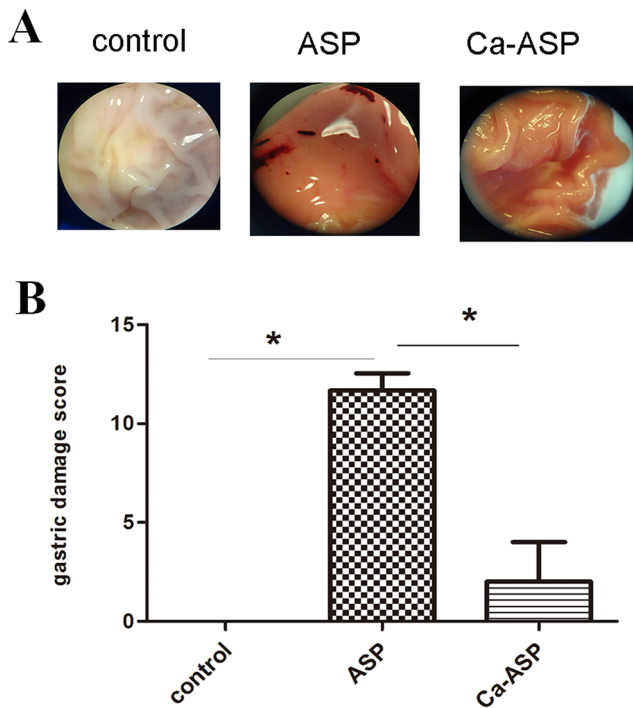 A
control ASP Ca-ASP
B
gastric damage score
15
10
5
0
* *
control ASP Ca-ASP